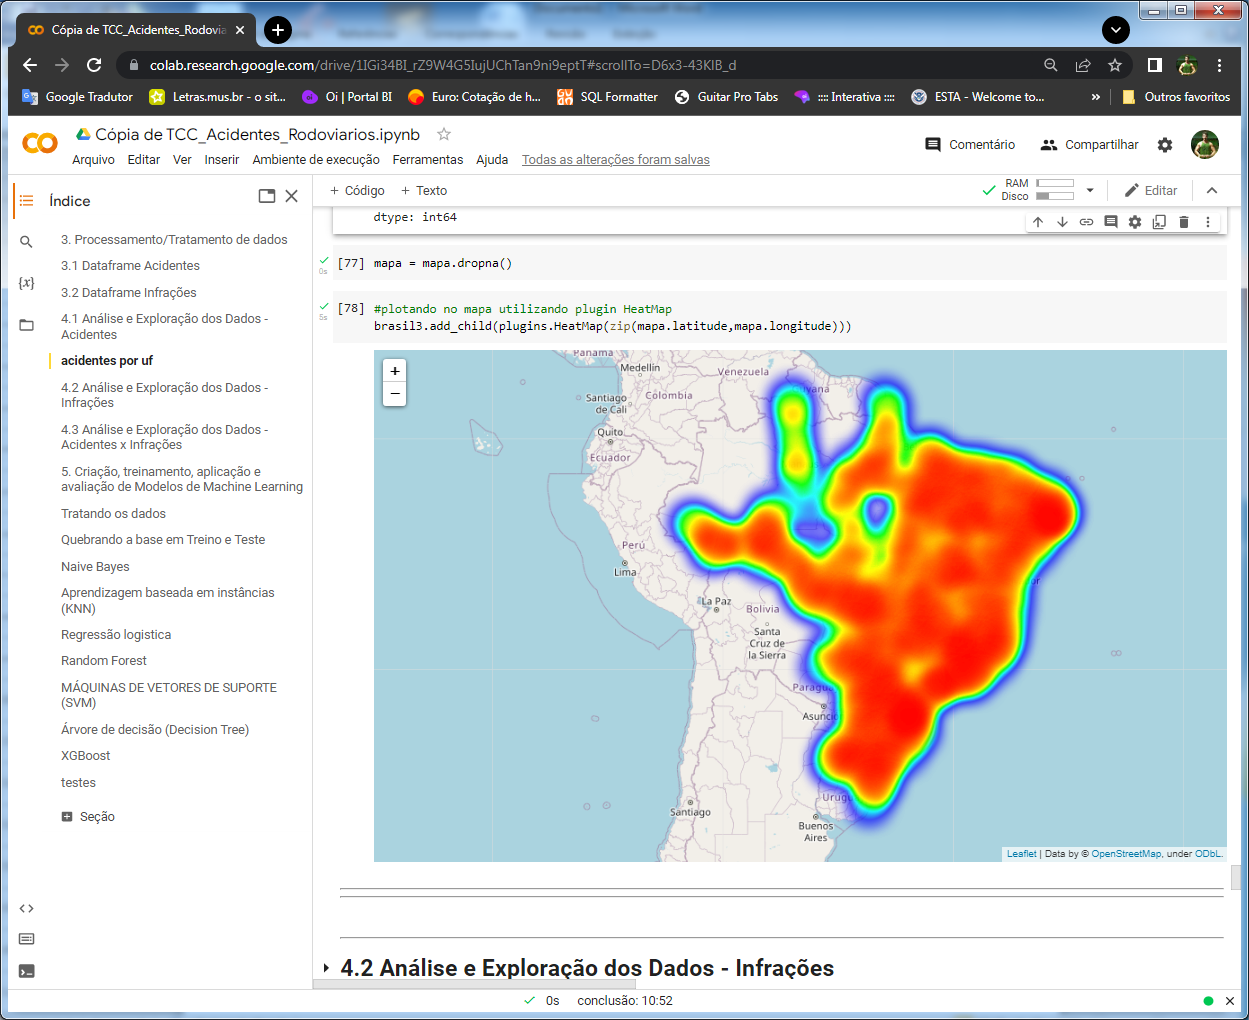 Cópia de TCC_Acidentes_Rodovia
colab.research.google.com/drive/1IGi34BI_rZ9W4G5IujUChTan9ni9eptT#scrollTo=D6x3-43KlB_d
Google Tradutor
Letras.mus.br - o sit...
Oi | Portal BI
Euro: Cotação de h...
SQL Formatter
Guitar Pro Tabs
:::: Interativa ::::
ESTA - Welcome to...
»
Outros favoritos
Cópia de TCC_Acidentes_Rodoviarios.ipynb
Arquivo Editar Ver Inserir Ambiente de execução Ferramentas Ajuda Todas as alterações foram salvas
Comentário
Compartilhar
Índice
+ Código + Texto
RAM
Disco
Editar
3. Processamento/Tratamento de dados
3.1 Dataframe Acidentes
3.2 Dataframe Infrações
4.1 Análise e Exploração dos Dados -
Acidentes
acidentes por uf
4.2 Análise e Exploração dos Dados -
Infrações
4.3 Análise e Exploração dos Dados -
Acidentes x Infrações
5. Criação, treinamento, aplicação e
avaliação de Modelos de Machine Learning
Tratando os dados
Quebrando a base em Treino e Teste
Naive Bayes
Aprendizagem baseada em instâncias
(KNN)
Regressão logistica
Random Forest
MÁQUINAS DE VETORES DE SUPORTE
(SVM)
Árvore de decisão (Decision Tree)
XGBoost
testes
Seção
{x}
dtype: int64
0s
[77] mapa = mapa.dropna()
5s
[78] #plotando no mapa utilizando plugin HeatMap
brasil3.add_child(plugins.HeatMap(zip(mapa.latitude,mapa.longitude)))
+
−
Panama
Medellín
Venezuela
Guyana
Santiago
de Cali
Colombia
Quito
Ecuador
Perú
Lima
La Paz
Bolivia
Santa
Cruz de
la Sierra
Paragua
Asunció
Urugu
Santiago
Buenos
Aires
Leaflet | Data by © OpenStreetMap, under ODbL.
4.2 Análise e Exploração dos Dados - Infrações
0s conclusão: 10:52